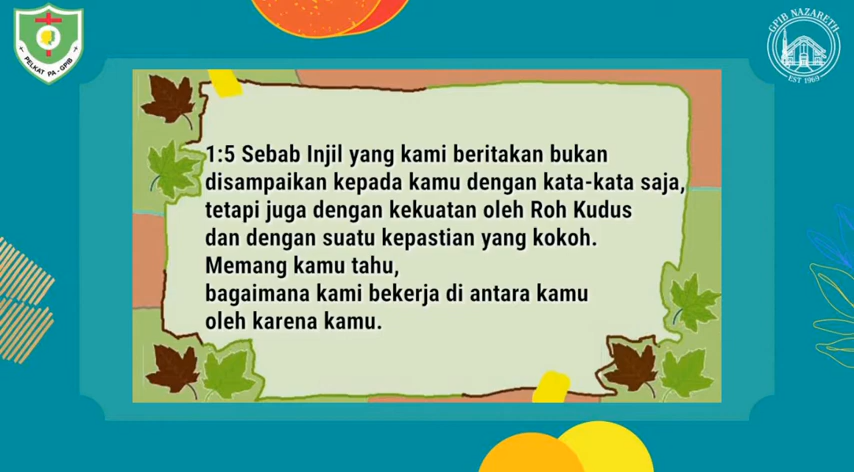 PELKAT PA - GPIB
GPIB NAZARETH
EST 1969
1:5 Sebab Injil yang kami beritakan bukan
disampaikan kepada kamu dengan kata-kata saja,
tetapi juga dengan kekuatan oleh Roh Kudus
dan dengan suatu kepastian yang kokoh.
Memang kamu tahu,
bagaimana kami bekerja di antara kamu
oleh karena kamu.